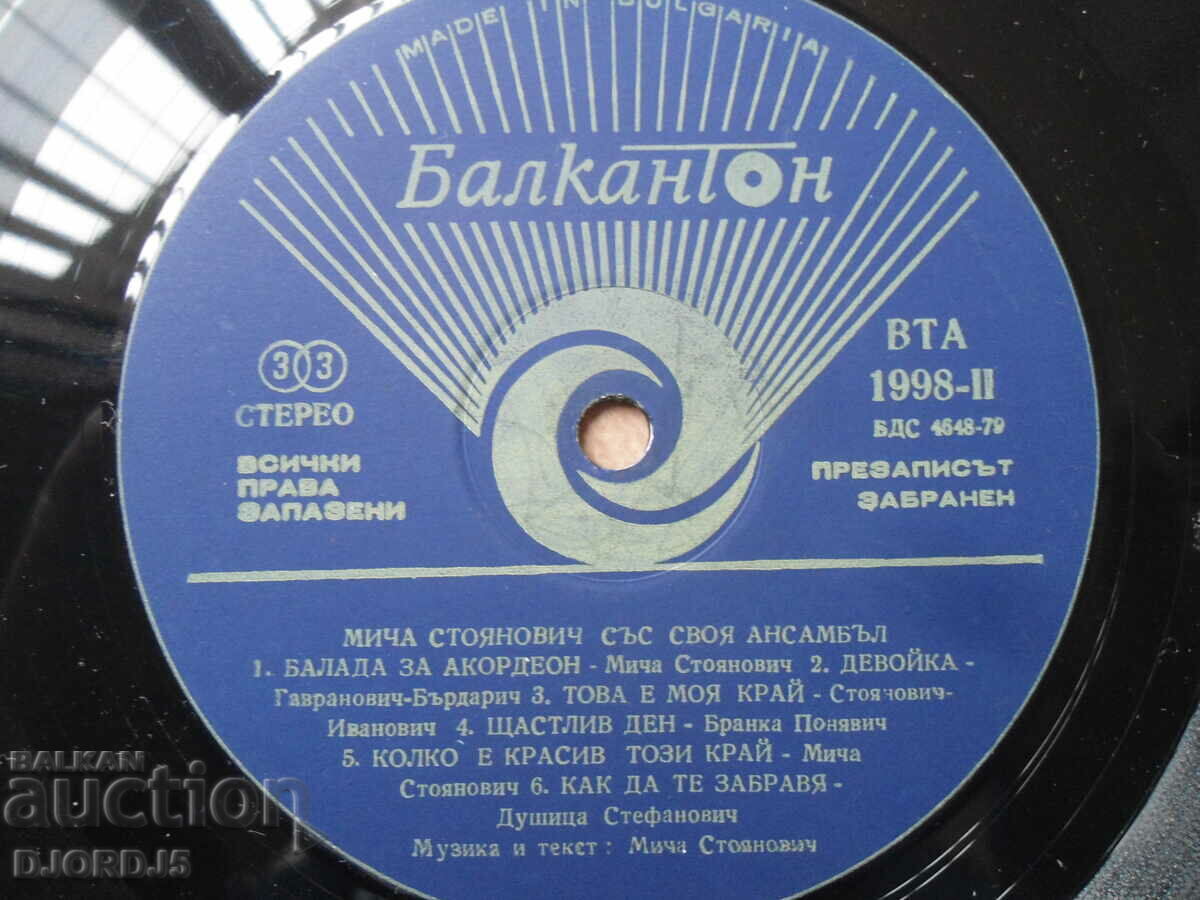 MADE IN BULGARIA
Балкантон
33
СТЕРЕО
ВСИЧКИ
ПРАВА
ЗАПАЗЕНИ
ВТА
1998-II
БДС 4648-79
ПРЕЗАПИСЪТ
ЗАБРАНЕН
МИЧА СТОЯНОВИЧ СЪС СВОЯ АНСАМБЪЛ
1. БАЛАДА ЗА АКОРДЕОН - Мича Стоянович 2. ДЕВОЙКА -
Гавранович-Бърдарич 3. ТОВА Е МОЯ КРАЙ - Стоянович-
Иванович 4. ЩАСТЛИВ ДЕН - Бранка Понявич
5. КОЛКО Е КРАСИВ ТОЗИ КРАЙ - Мича
Стоянович 6. КАК ДА ТЕ ЗАБРАВЯ -
Душица Стефанович
Музика и текст: Мича Стоянович
BALKAN
auction
DJORD_J5